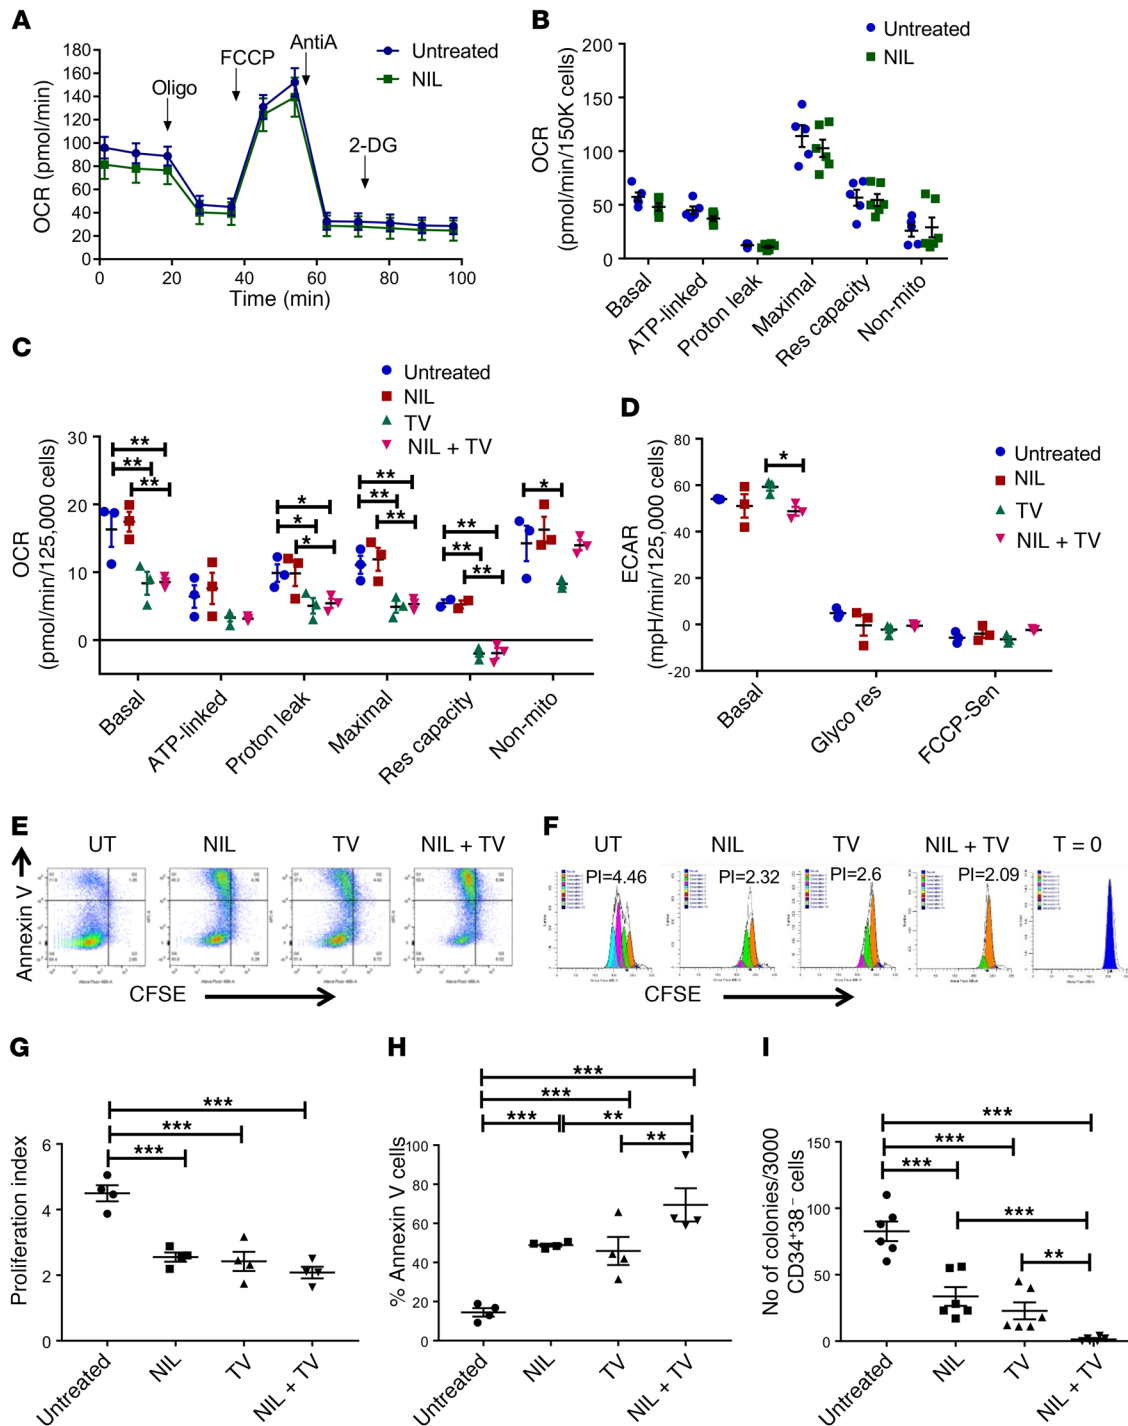 A
OCR (pmol/min)
180
160
140
120
100
80
60
40
20
0
0 20 40 60 80 100
Time (min)
Oligo
FCCP
AntiA
2-DG
Untreated
NIL
B
OCR
(pmol/min/150K cells)
200
150
100
50
0
Untreated
NIL
Basal
ATP-linked
Proton leak
Maximal
Res capacity
Non-mito
C
Untreated
NIL
TV
NIL + TV
OCR
(pmol/min/125,000 cells)
30
20
10
0
**
**
**
*
*
*
**
**
**
**
**
**
*
Basal
ATP-linked
Proton leak
Maximal
Res capacity
Non-mito
D
ECAR
(mpH/min/125,000 cells)
80
60
40
20
0
-20
*
Untreated
NIL
TV
NIL + TV
Basal
Glyco res
FCCP-Sen
E
UT NIL TV NIL + TV
Annexin V
CFSE
F
UT NIL TV NIL + TV T = 0
PI=4.46 PI=2.32 PI=2.6 PI=2.09
CFSE
G
Proliferation index
6
4
2
0
***
***
***
Untreated
NIL
TV
NIL + TV
H
% Annexin V cells
100
80
60
40
20
0
***
***
*** **
**
Untreated
NIL
TV
NIL + TV
I
No of colonies/3000
CD34⁺38⁻ cells
150
100
50
0
***
***
***
***
**
Untreated
NIL
TV
NIL + TV